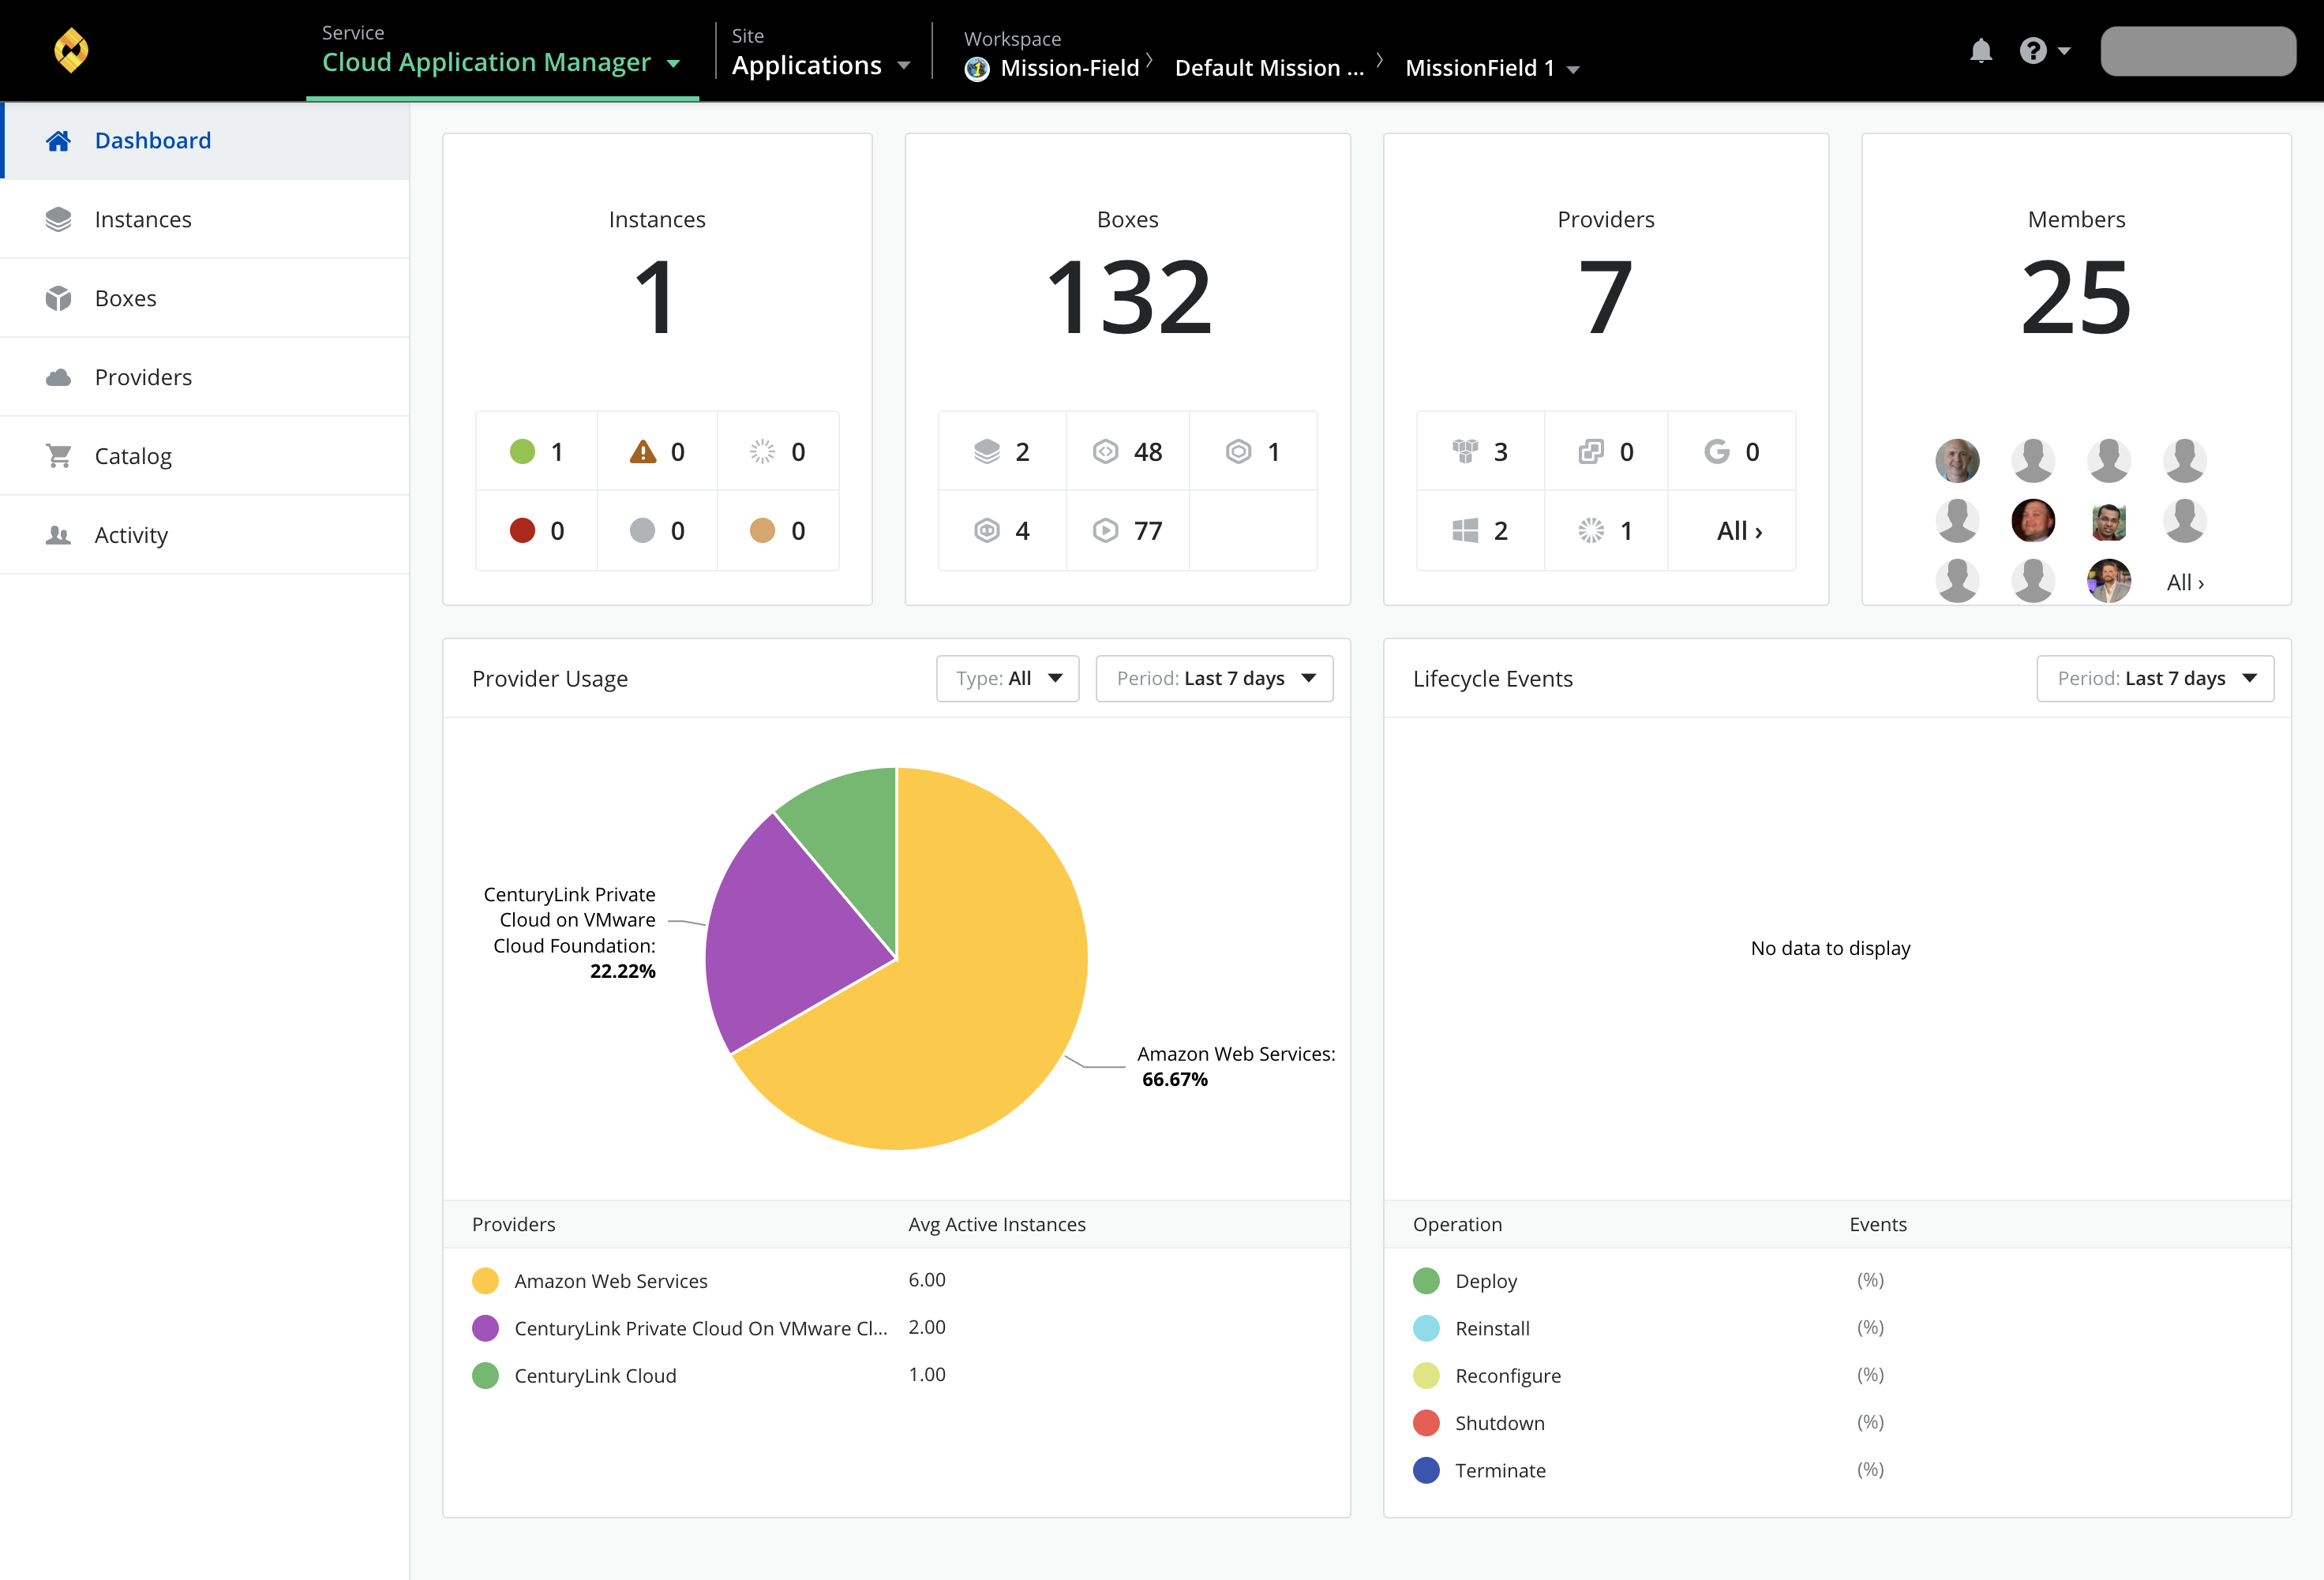 Service
Cloud Application Manager
Site
Applications
Workspace
Mission-Field
Default Mission ...
MissionField 1
Dashboard
Instances
Boxes
Providers
Catalog
Activity
Instances
1
1
0
0
0
0
0
Boxes
132
2
48
1
4
77
Providers
7
3
0
0
2
1
All ›
Members
25
All ›
Provider Usage
Type: All
Period: Last 7 days
CenturyLink Private
Cloud on VMware
Cloud Foundation:
22.22%
Amazon Web Services:
66.67%
Providers Avg Active Instances
Amazon Web Services 6.00
CenturyLink Private Cloud On VMware Cl... 2.00
CenturyLink Cloud 1.00
Lifecycle Events
Period: Last 7 days
No data to display
Operation Events
Deploy (%)
Reinstall (%)
Reconfigure (%)
Shutdown (%)
Terminate (%)